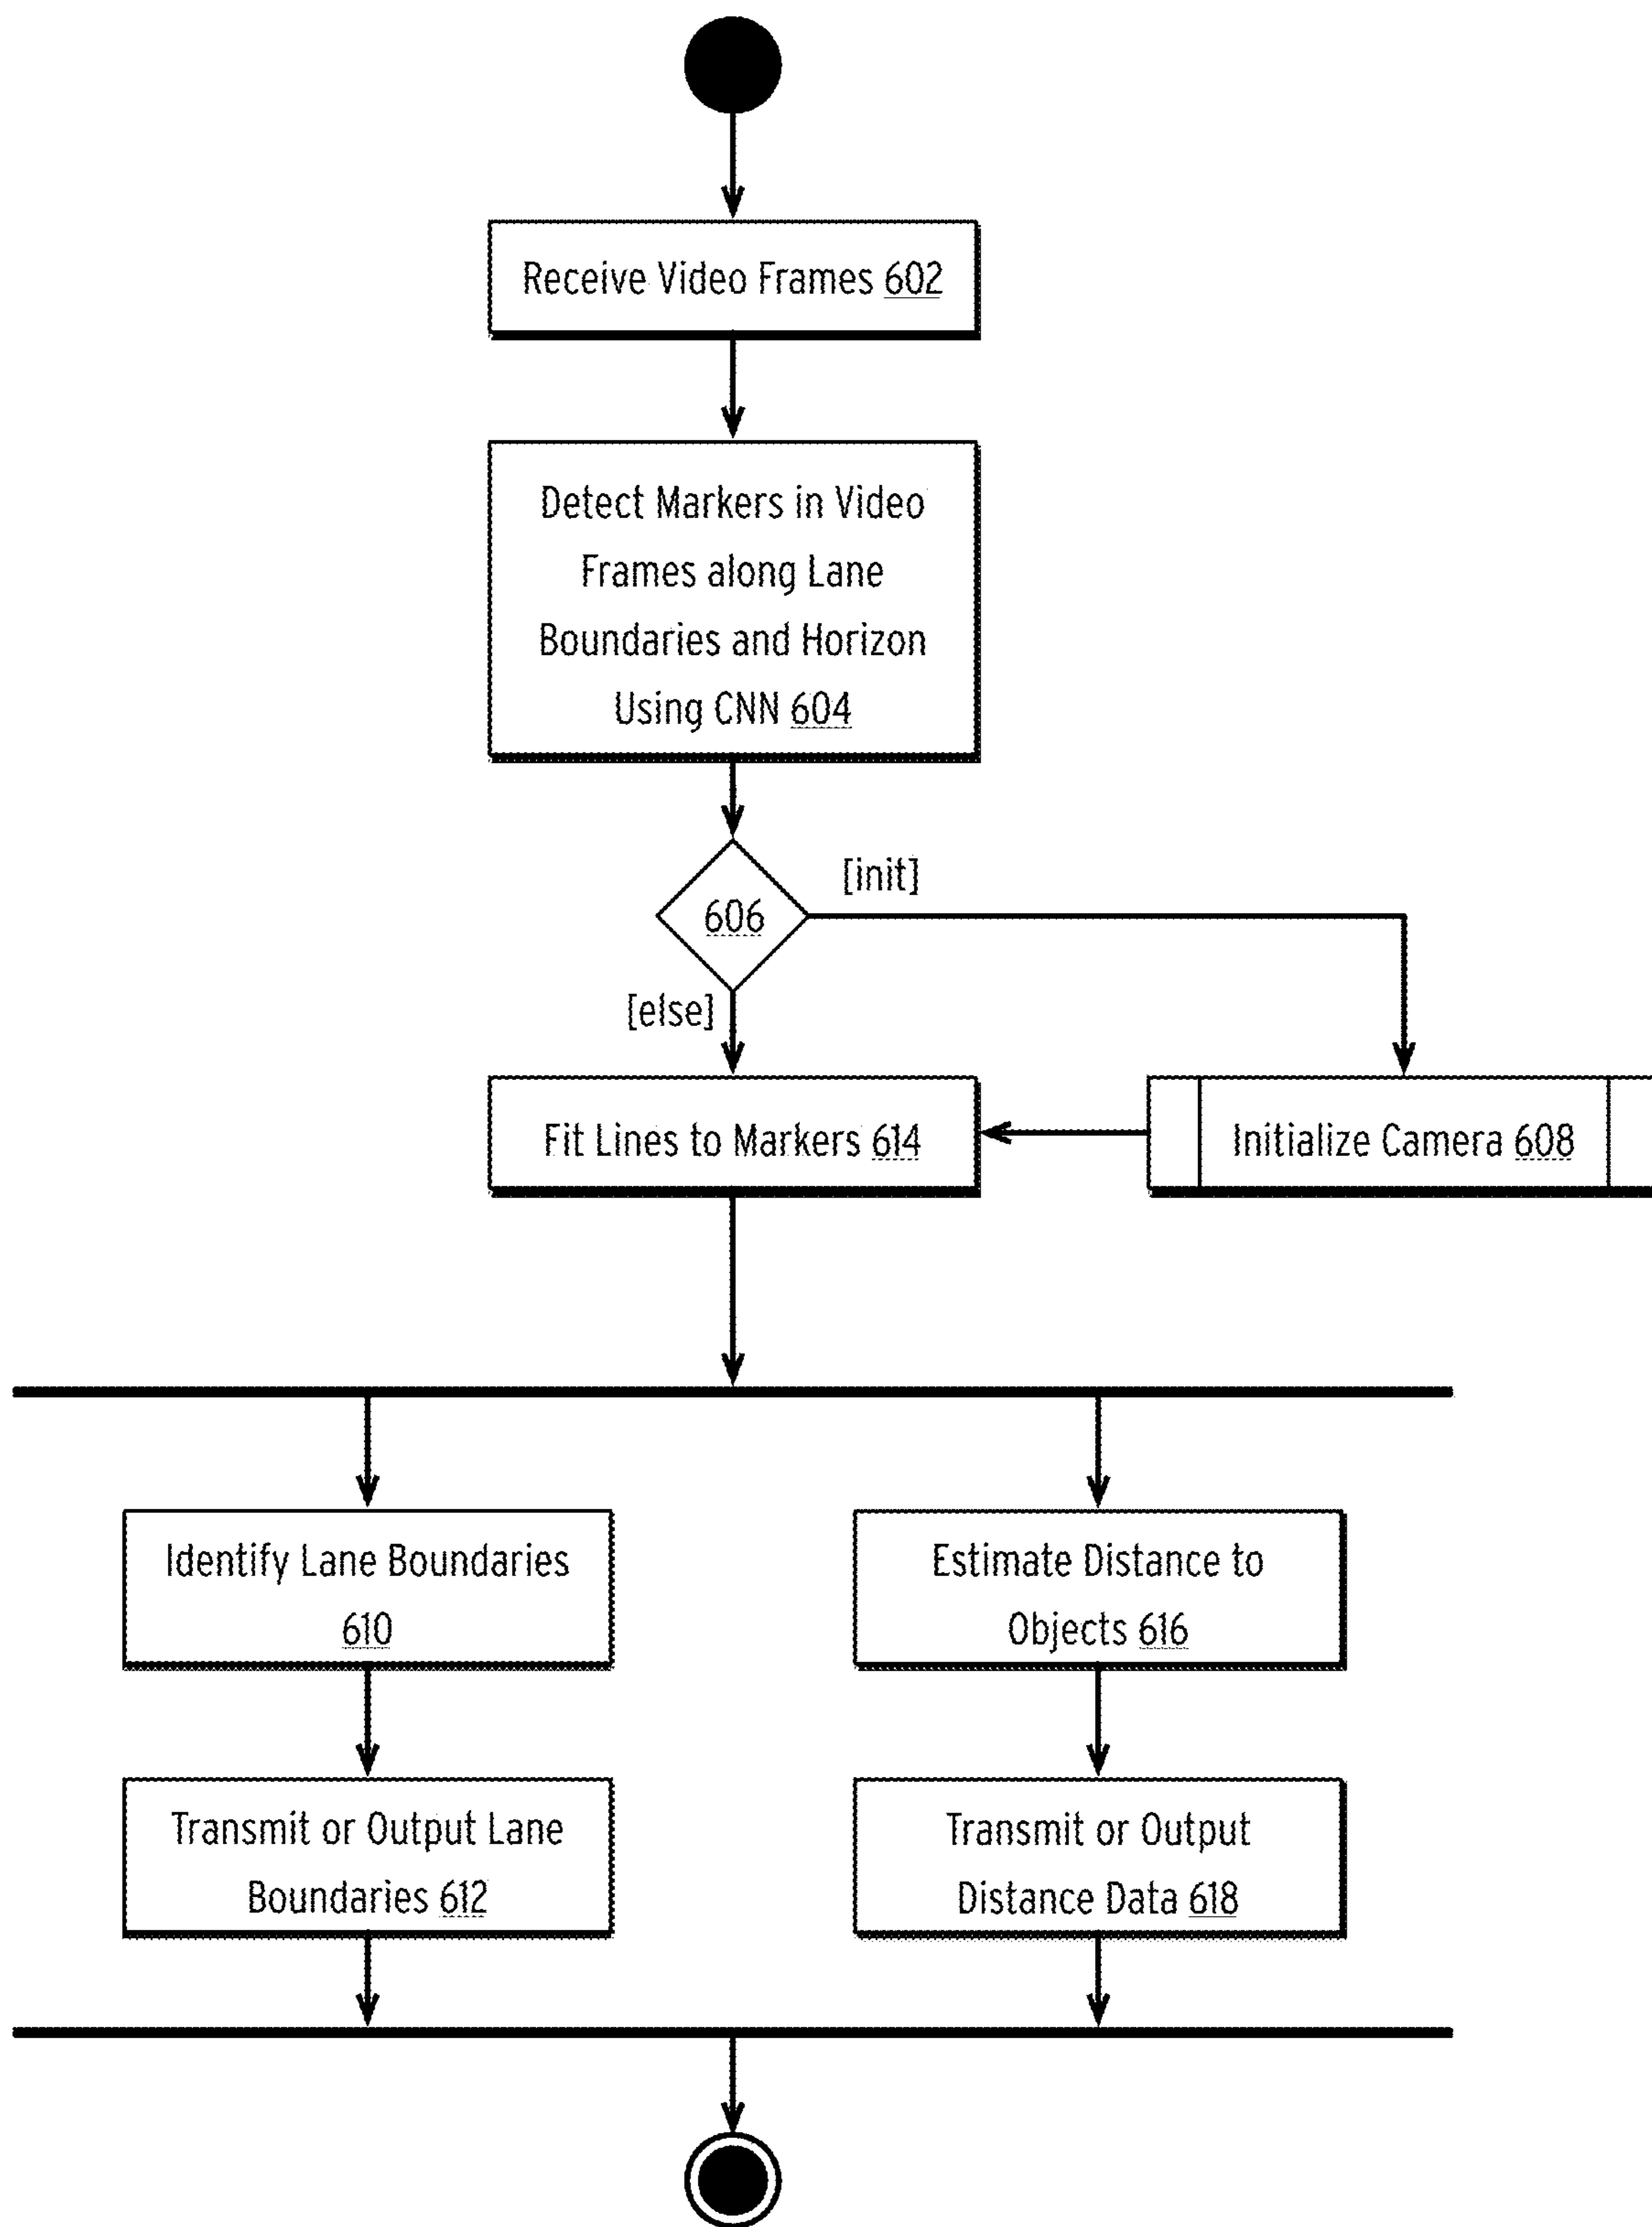 Receive Video Frames 602
Detect Markers in Video
Frames along Lane
Boundaries and Horizon
Using CNN 604
[init]
606
[else]
Fit Lines to Markers 614
Initialize Camera 608
Identify Lane Boundaries
610
Estimate Distance to
Objects 616
Transmit or Output Lane
Boundaries 612
Transmit or Output
Distance Data 618